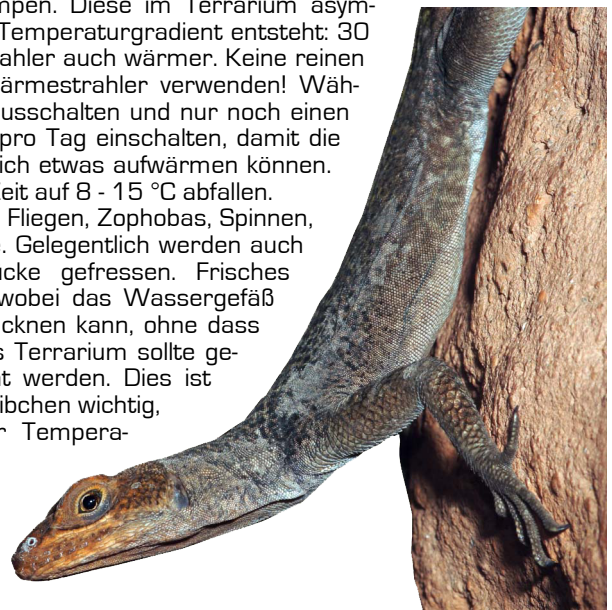 mpen. Diese im Terrarium asym-
Temperaturgradient entsteht: 30
ahler auch wärmer. Keine reinen
ärmestrahler verwenden! Wäh-
usschalten und nur noch einen
pro Tag einschalten, damit die
ich etwas aufwärmen können.
eit auf 8 - 15 °C abfallen.
Fliegen, Zophobas, Spinnen,
. Gelegentlich werden auch
ücke gefressen. Frisches
wobei das Wassergefäß
cknen kann, ohne dass
s Terrarium sollte ge-
t werden. Dies ist
ibchen wichtig,
r Tempera-